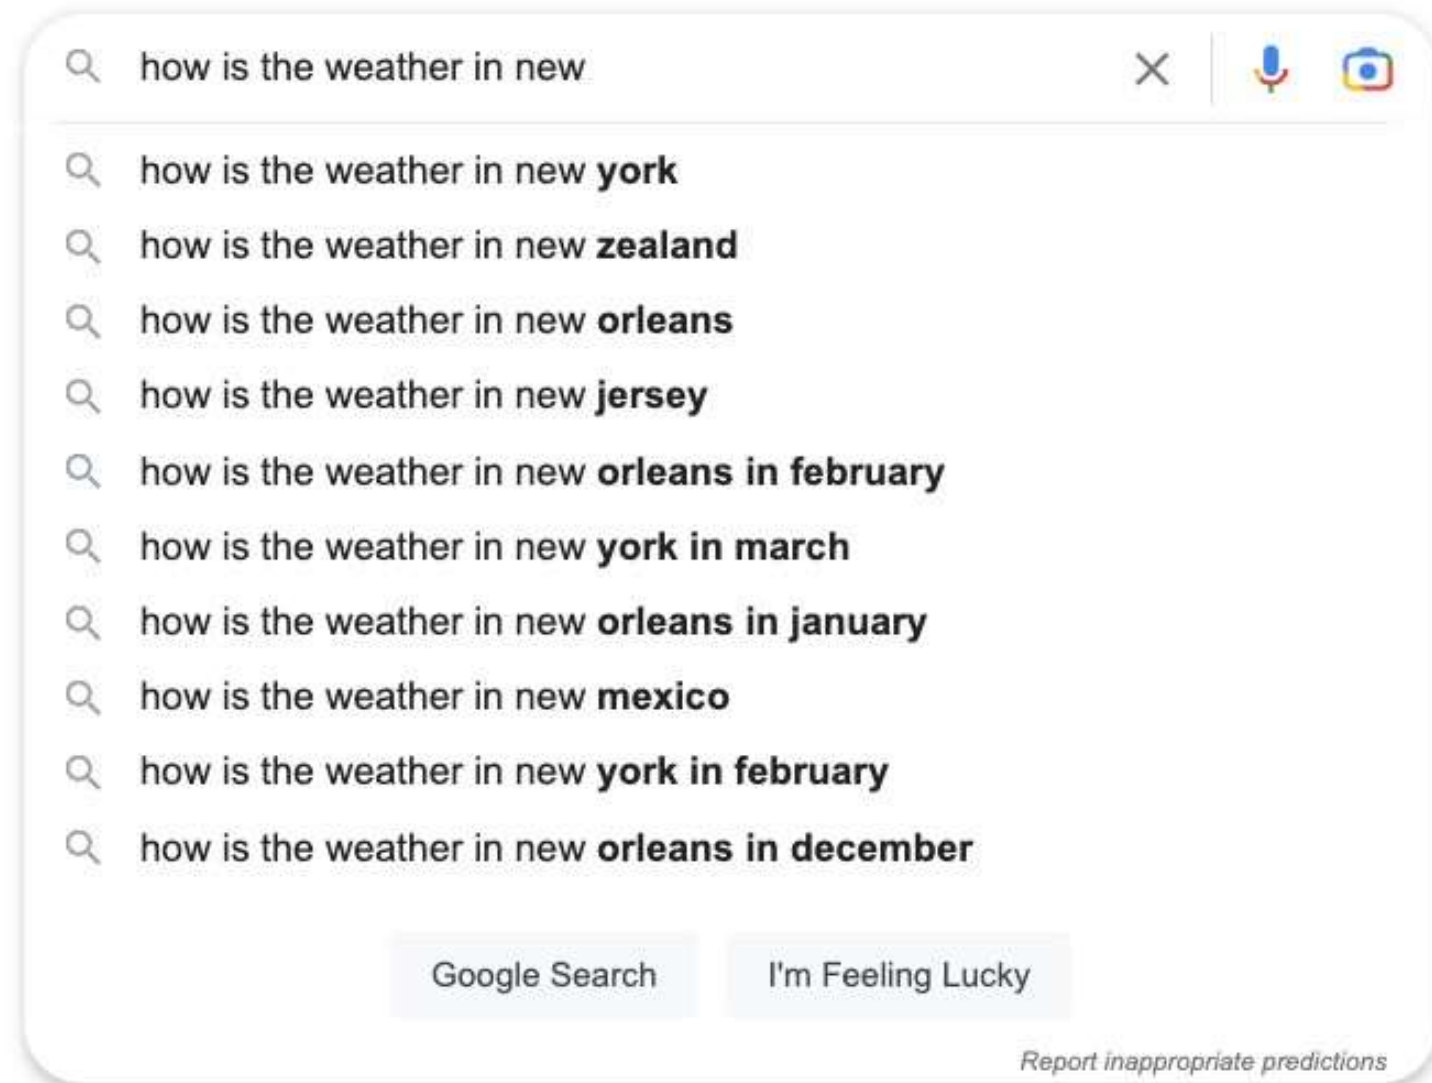 how is the weather in new
how is the weather in new york
how is the weather in new zealand
how is the weather in new orleans
how is the weather in new jersey
how is the weather in new orleans in february
how is the weather in new york in march
how is the weather in new orleans in january
how is the weather in new mexico
how is the weather in new york in february
how is the weather in new orleans in december
Google Search I'm Feeling Lucky
Report inappropriate predictions